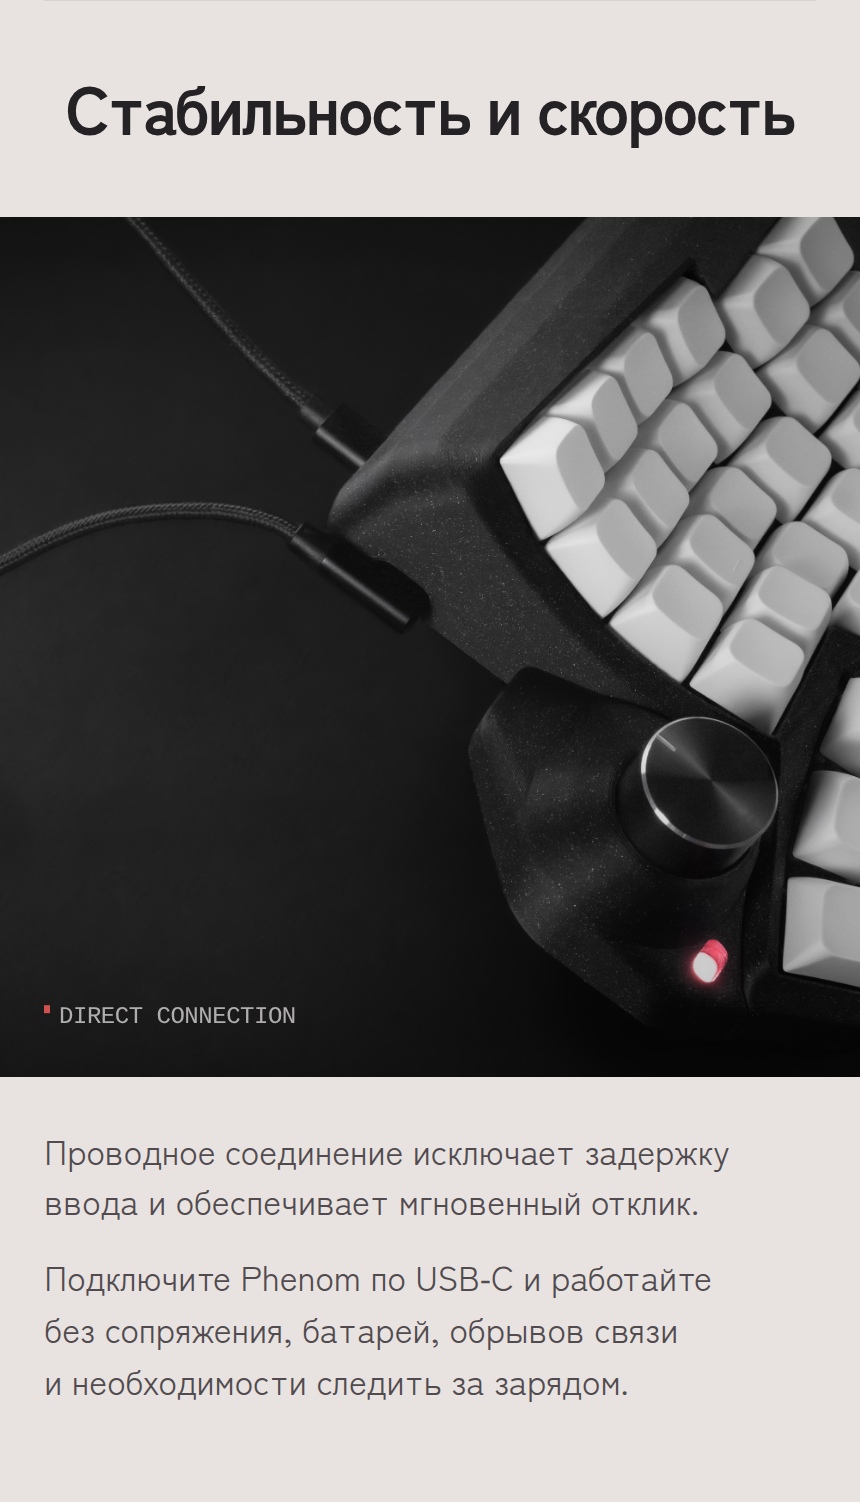 Стабильность и скорость
DIRECT CONNECTION
Проводное соединение исключает задержку
ввода и обеспечивает мгновенный отклик.
Подключите Phenom по USB-C и работайте
без сопряжения, батарей, обрывов связи
и необходимости следить за зарядом.